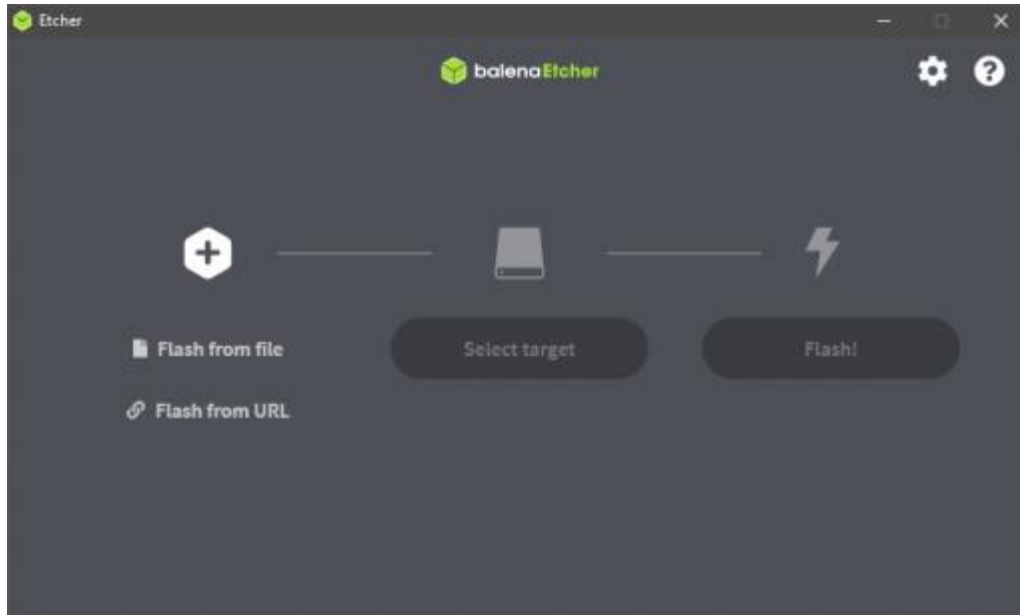 Etcher
balenaEtcher
Flash from file
Select target
Flash!
Flash from URL